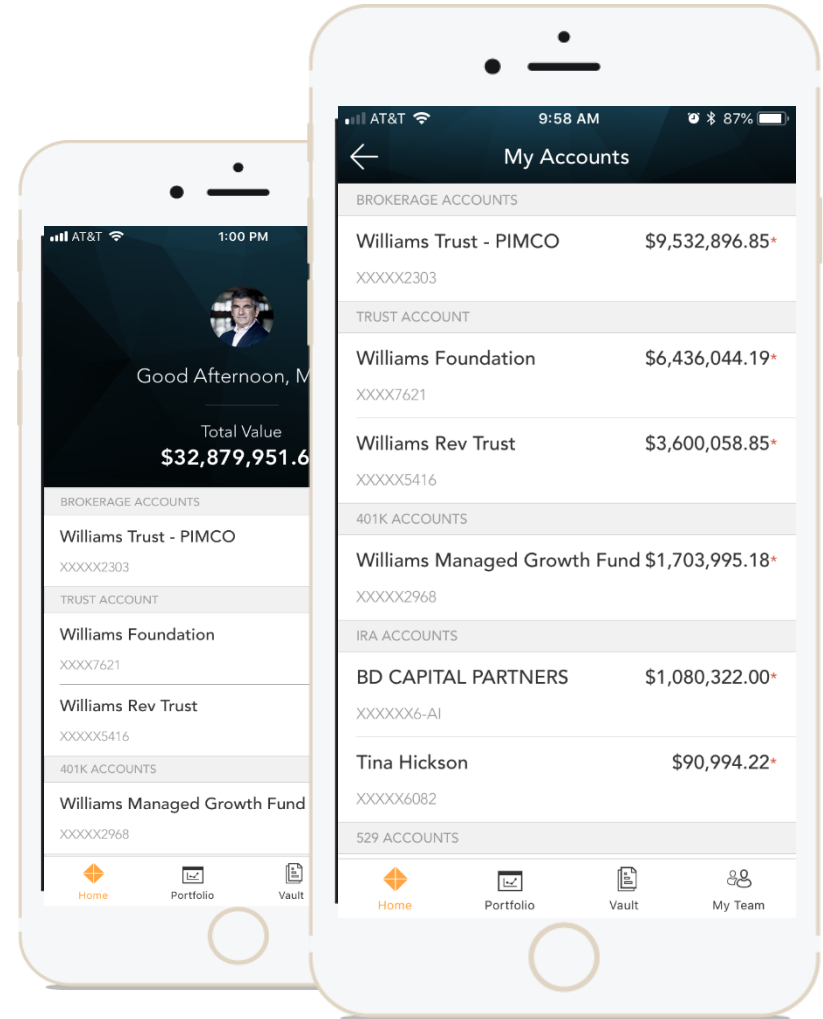 AT&T 1:00 PM
Good Afternoon, M
Total Value
$32,879,951.6
BROKERAGE ACCOUNTS
Williams Trust - PIMCO
XXXXX2303
TRUST ACCOUNT
Williams Foundation
XXXX7621
Williams Rev Trust
XXXXX5416
401K ACCOUNTS
Williams Managed Growth Fund
XXXXX2968
Home Portfolio Vault
AT&T 9:58 AM 87%
My Accounts
BROKERAGE ACCOUNTS
Williams Trust - PIMCO $9,532,896.85*
XXXXX2303
TRUST ACCOUNT
Williams Foundation $6,436,044.19*
XXXX7621
Williams Rev Trust $3,600,058.85*
XXXXX5416
401K ACCOUNTS
Williams Managed Growth Fund $1,703,995.18*
XXXXX2968
IRA ACCOUNTS
BD CAPITAL PARTNERS $1,080,322.00*
XXXXXX6-AI
Tina Hickson $90,994.22*
XXXXX6082
529 ACCOUNTS
Home Portfolio Vault My Team